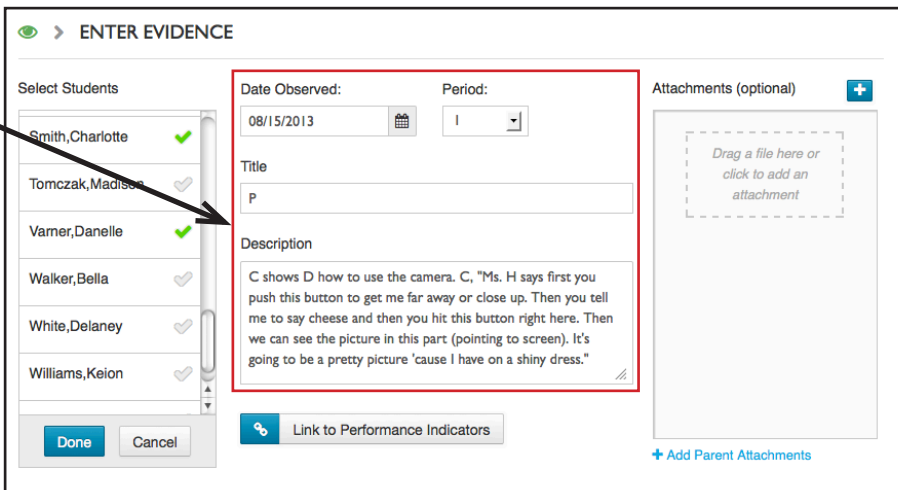 > ENTER EVIDENCE
Select Students
Smith,Charlotte
Tomczak,Madison
Varner,Danelle
Walker,Bella
White,Delaney
Williams,Keion
Done Cancel
Date Observed: Period:
08/15/2013 I
Title
P
Description
C shows D how to use the camera. C, "Ms. H says first you
push this button to get me far away or close up. Then you tell
me to say cheese and then you hit this button right here. Then
we can see the picture in this part (pointing to screen). It's
going to be a pretty picture 'cause I have on a shiny dress."
Link to Performance Indicators
Attachments (optional) +
Drag a file here or
click to add an
attachment
+ Add Parent Attachments